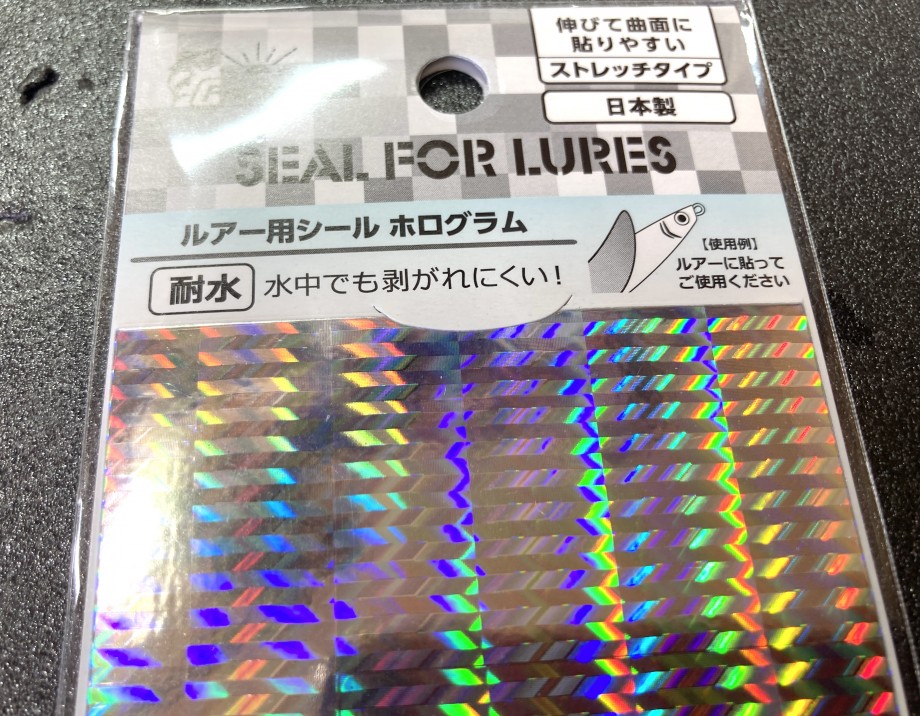 伸びて曲面に
貼りやすい
ストレッチタイプ
日本製
SEAL FOR LURES
ルアー用シール ホログラム
耐水 水中でも剥がれにくい!
【使用例】
ルアーに貼って
ご使用ください